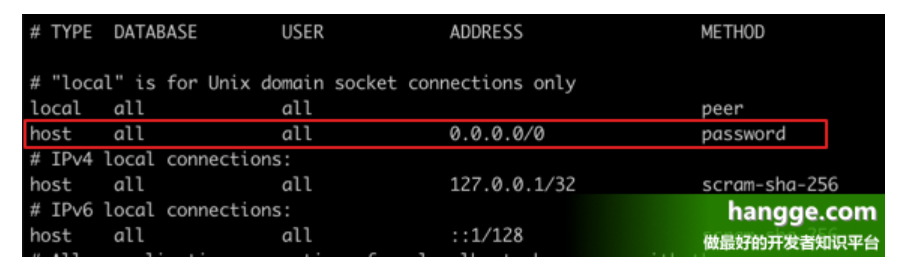 # TYPE  DATABASE        USER            ADDRESS                 METHOD
# "local" is for Unix domain socket connections only
local   all             all                                     peer
host    all             all             0.0.0.0/0               password
# IPv4 local connections:
host    all             all             127.0.0.1/32            scram-sha-256
# IPv6 local connections:
host    all             all             ::1/128
hangge.com
做最好的开发者知识平台